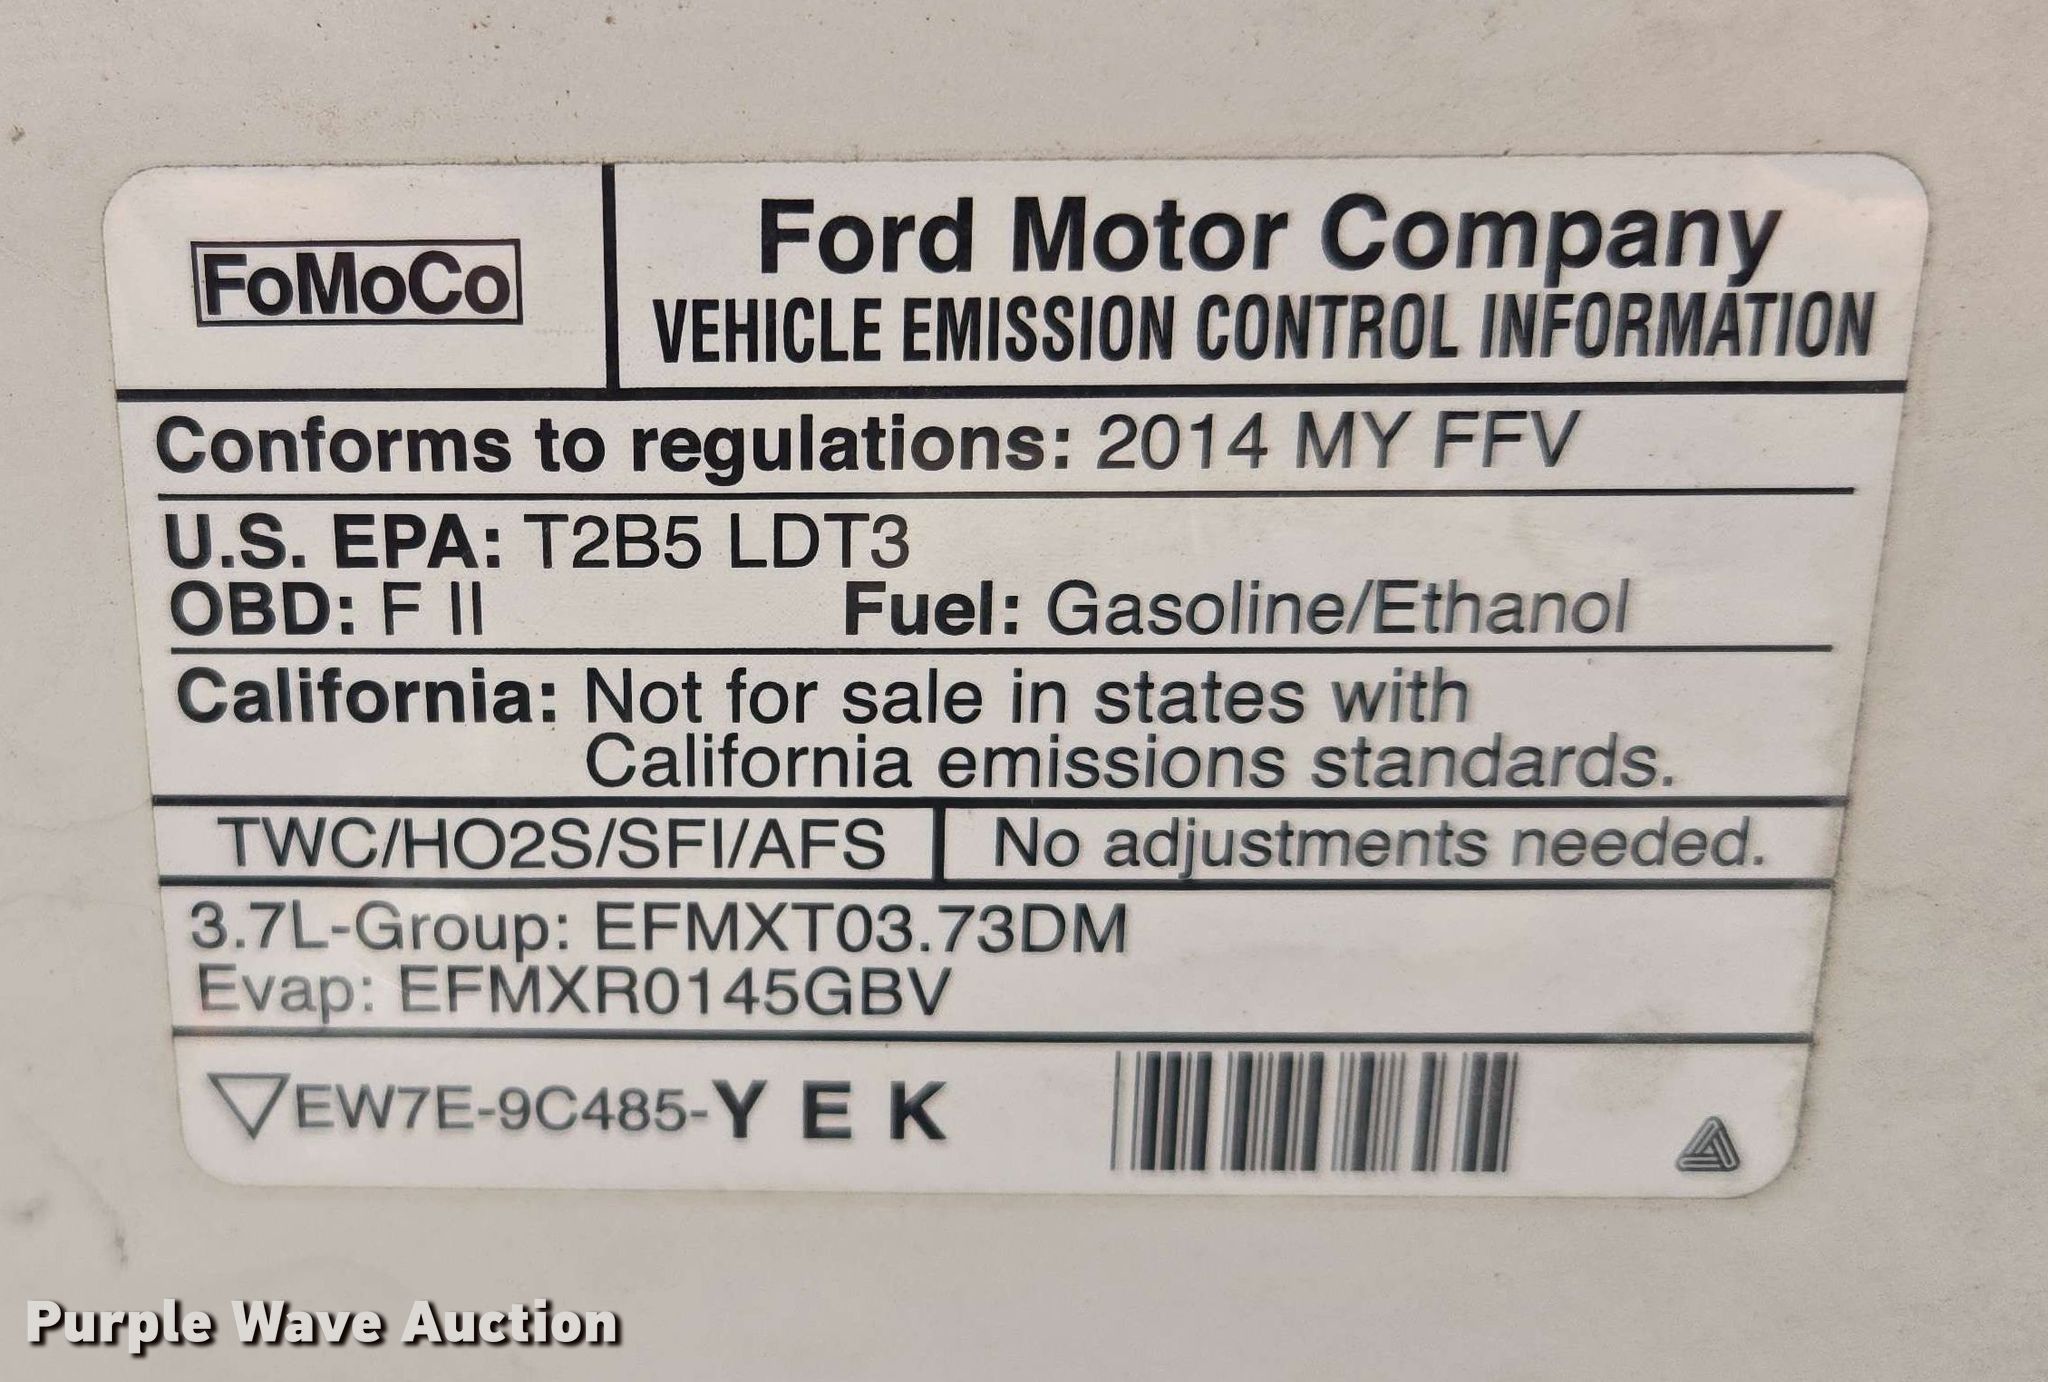 FoMoCo
Ford Motor Company
VEHICLE EMISSION CONTROL INFORMATION
Conforms to regulations: 2014 MY FFV
U.S. EPA: T2B5 LDT3
OBD: F II Fuel: Gasoline/Ethanol
California: Not for sale in states with
California emissions standards.
TWC/HO2S/SFI/AFS No adjustments needed.
3.7L-Group: EFMXT03.73DM
Evap: EFMXR0145GBV
EW7E-9C485-Y E K
Purple Wave Auction